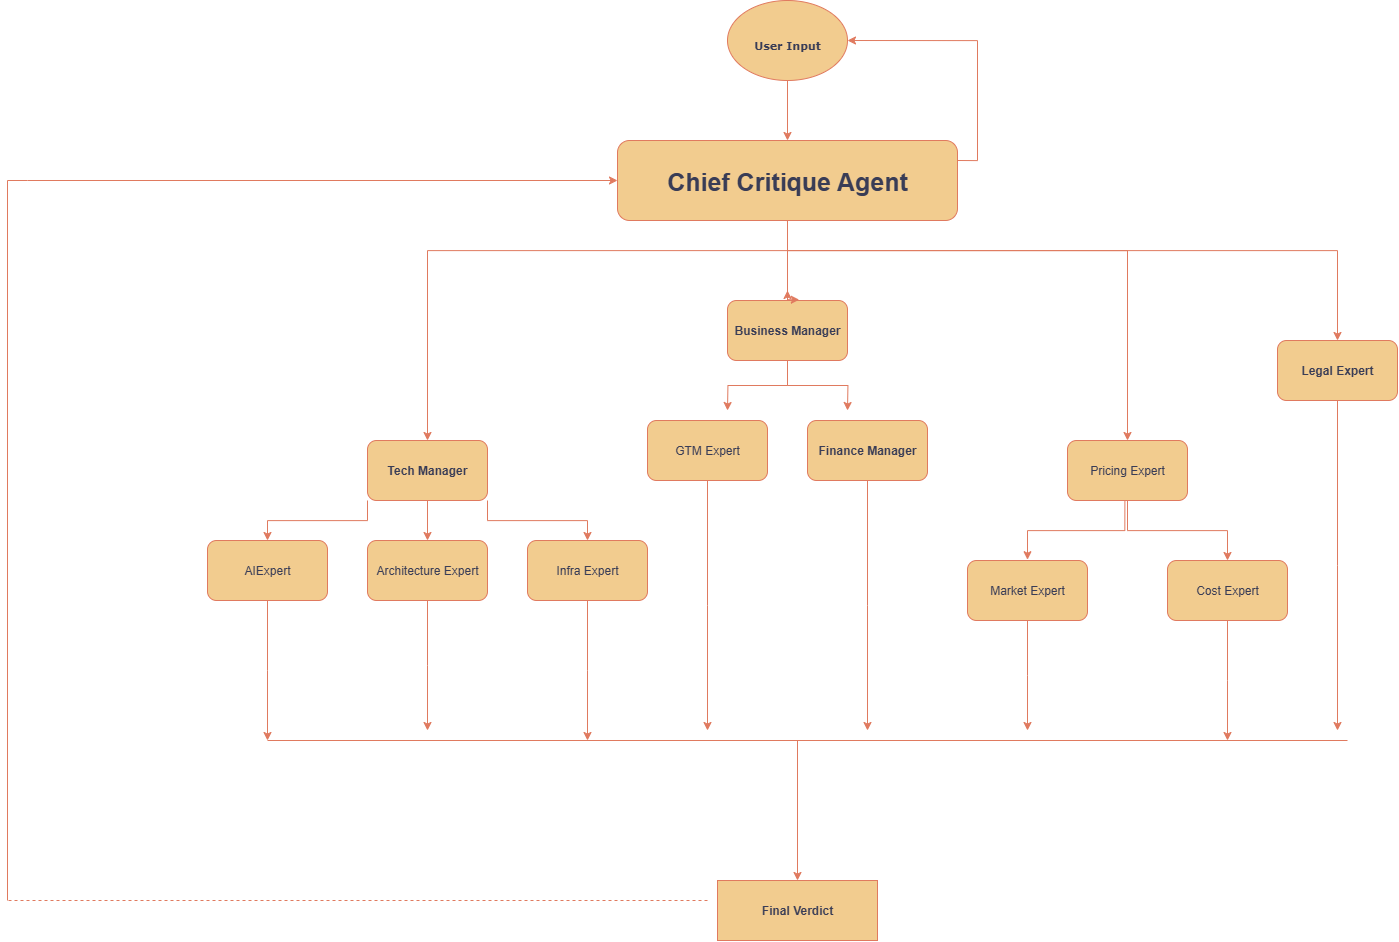 User Input
Chief Critique Agent
Business Manager
Legal Expert
GTM Expert
Finance Manager
Tech Manager
Pricing Expert
AIExpert
Architecture Expert
Infra Expert
Market Expert
Cost Expert
Final Verdict